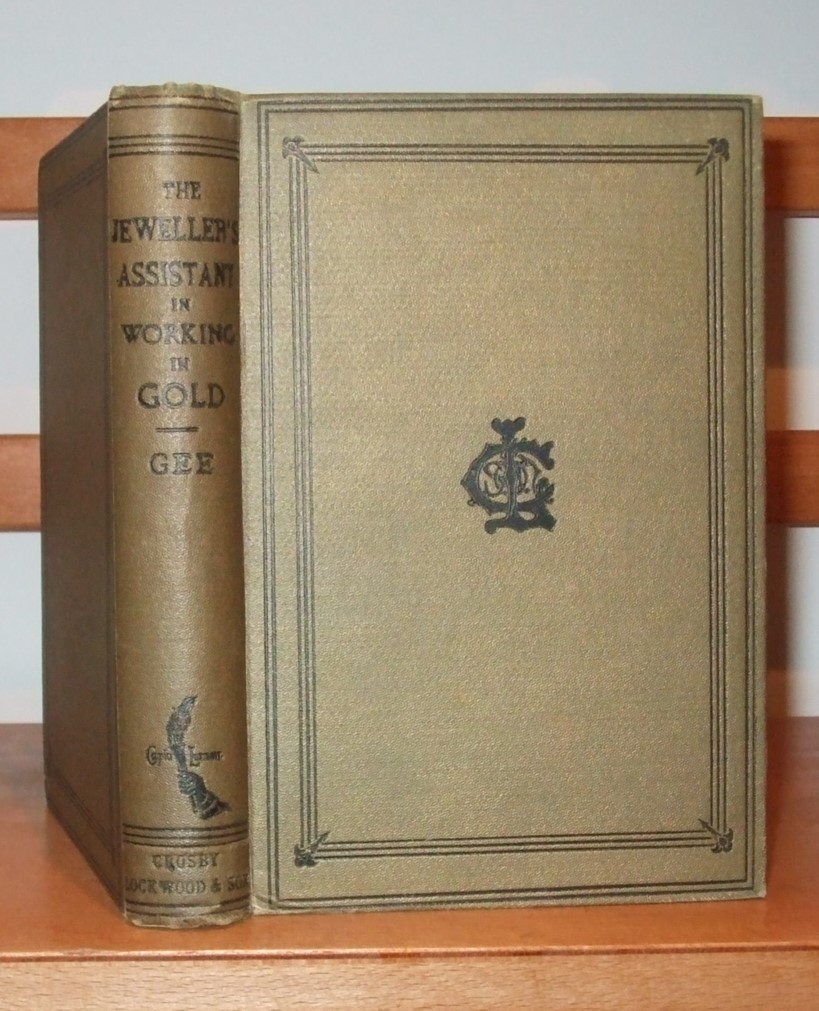 THE
JEWELLER'S
ASSISTANT
IN
WORKING
IN
GOLD
GEE
CROSBY
LOCKWOOD & SON